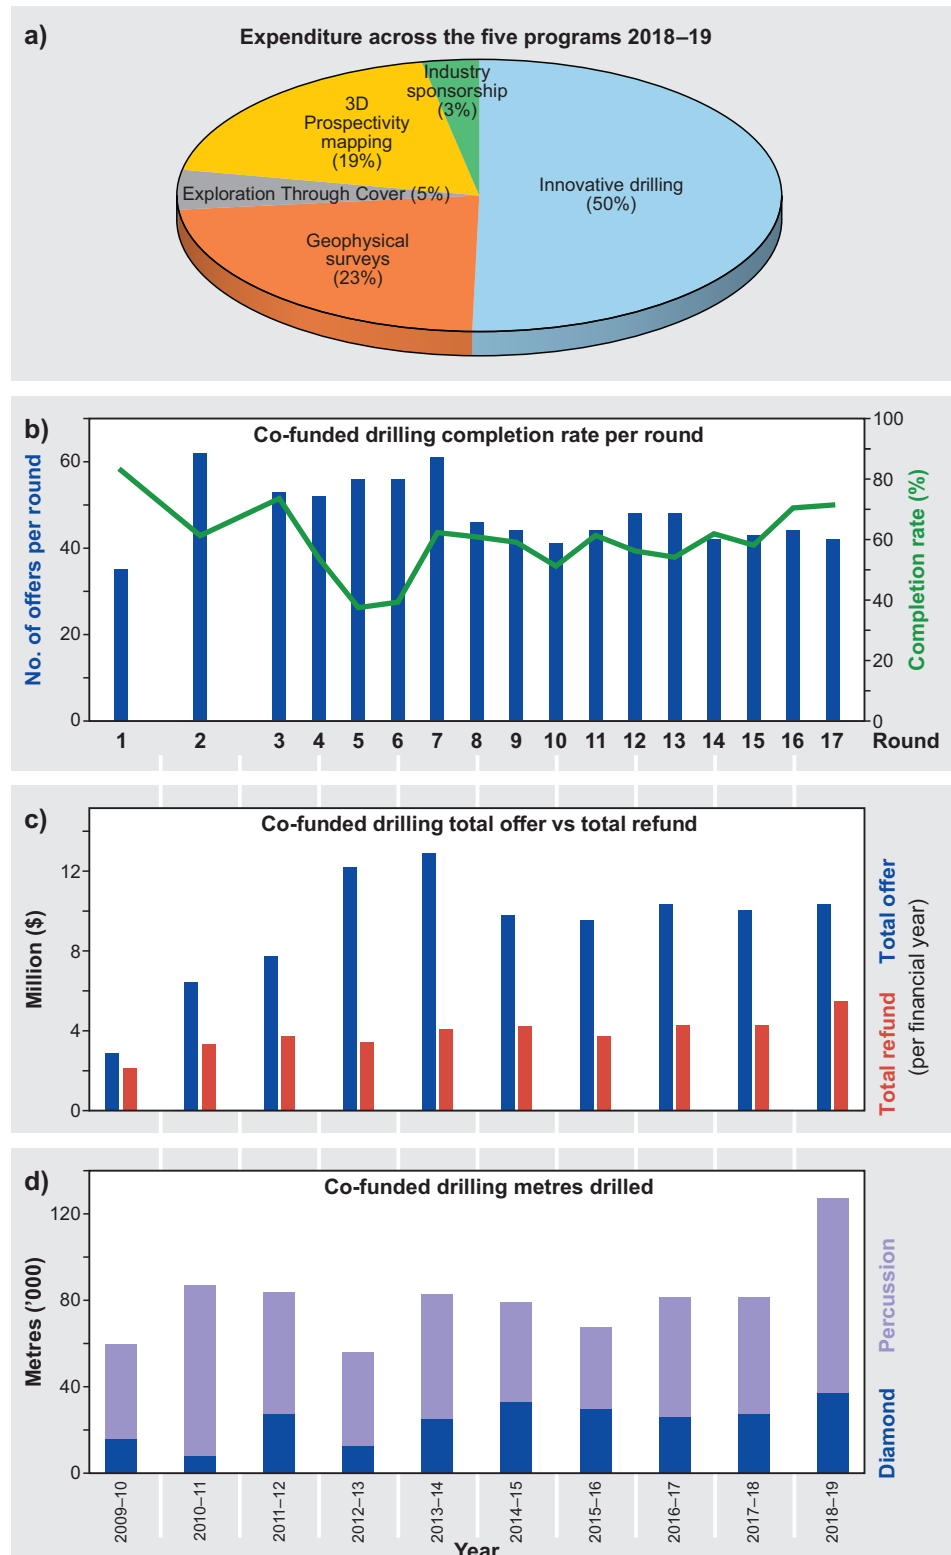 a)
Expenditure across the five programs 2018–19
Industry
sponsorship
(3%)
3D
Prospectivity
mapping
(19%)
Innovative drilling
(50%)
Exploration Through Cover (5%)
Geophysical
surveys
(23%)
b)
Co-funded drilling completion rate per round
No. of offers per round
60
40
20
0
100
80
60
40
20
0
Completion rate (%)
1 2 3 4 5 6 7 8 9 10 11 12 13 14 15 16 17 Round
c)
Co-funded drilling total offer vs total refund
Million ($)
12
8
4
0
Total refund Total offer
(per financial year)
d)
Co-funded drilling metres drilled
Metres (’000)
120
80
40
0
Diamond Percussion
2009–10
2010–11
2011–12
2012–13
2013–14
2014–15
2015–16
2016–17
2017–18
2018–19
Year